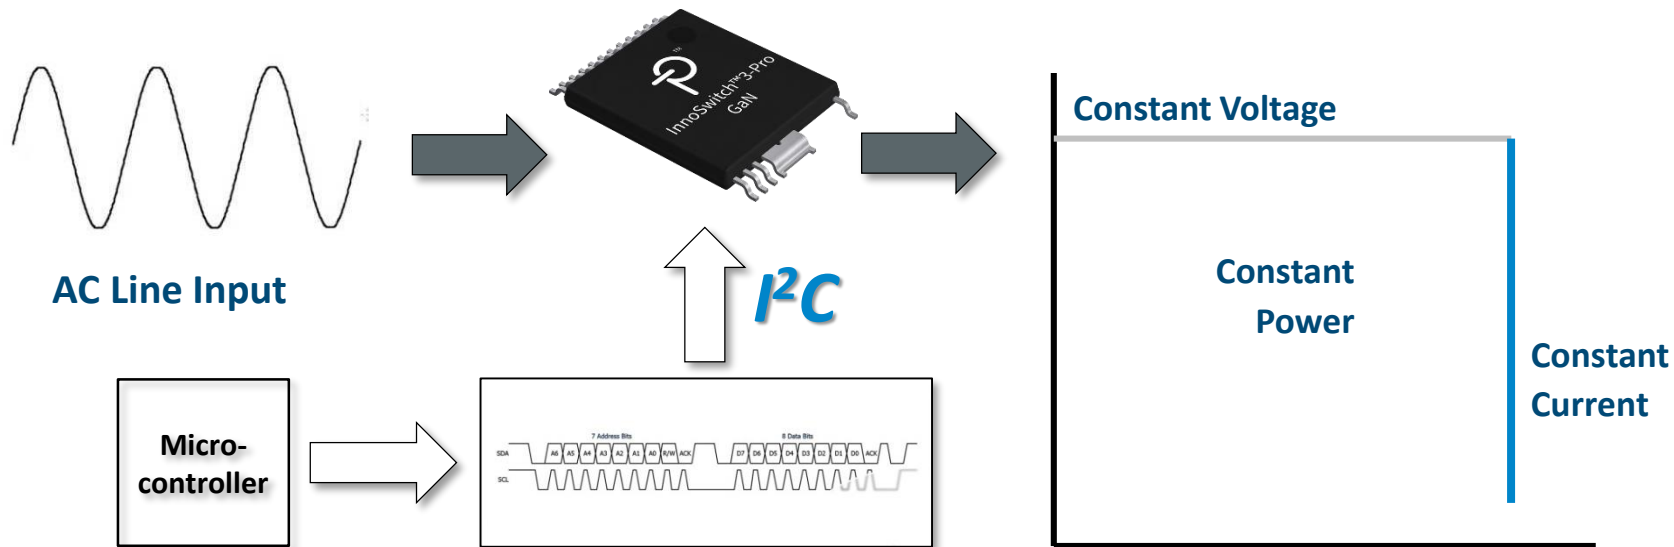 InnoSwitch™3-Pro
GaN
Constant Voltage
AC Line Input
I²C
Constant
Power
Constant
Current
Micro-
controller
7 Address Bits
8 Data Bits
SDA
A6 A5 A4 A3 A2 A1 A0 R/W ACK
D7 D6 D5 D4 D3 D2 D1 D0 ACK
SCL